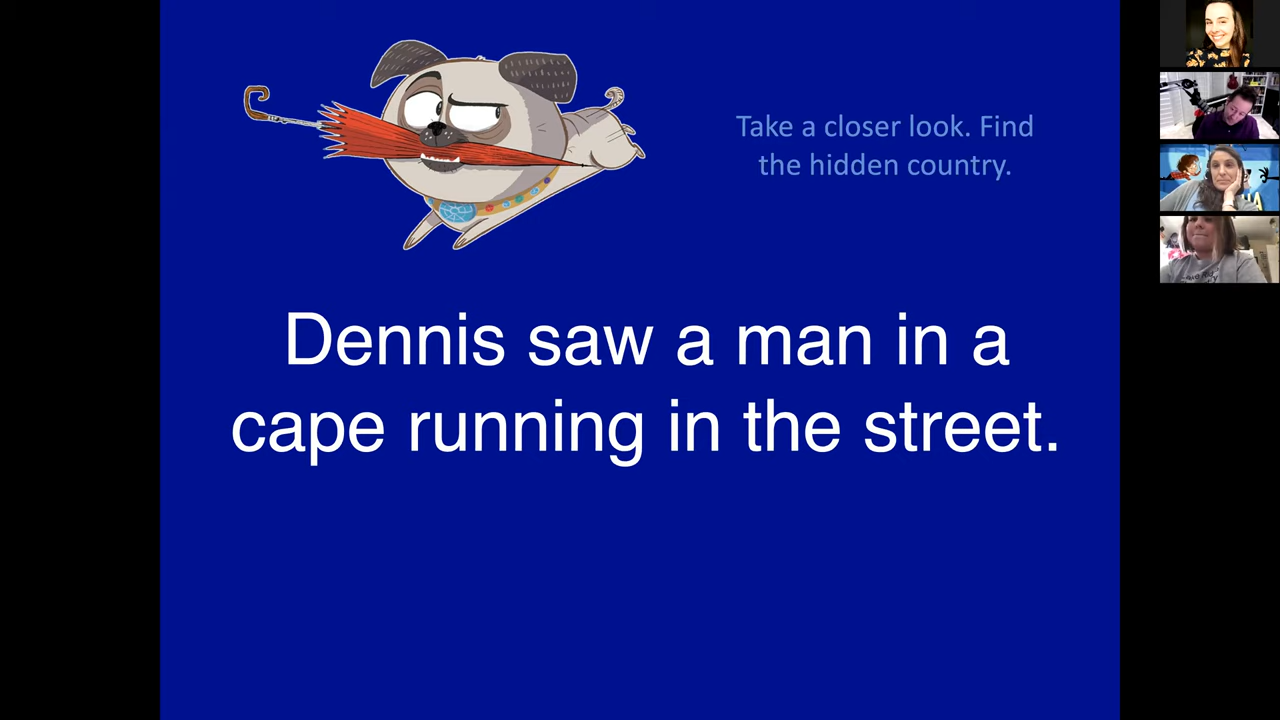 Take a closer look. Find
the hidden country.
Dennis saw a man in a
cape running in the street.